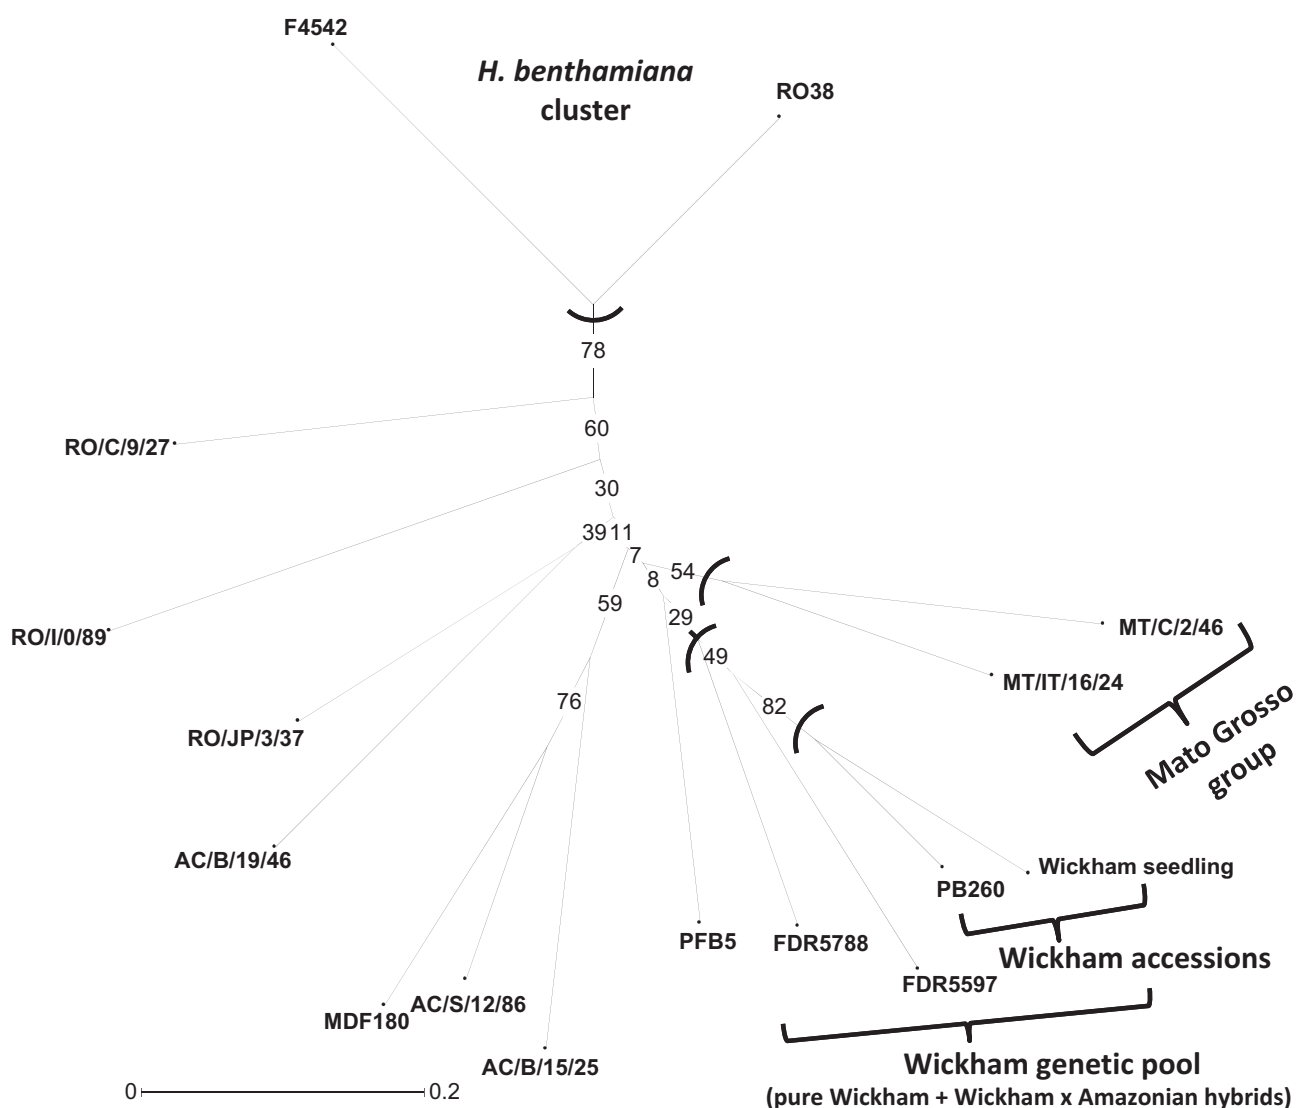 F4542
H. benthamiana
cluster
RO38
78
RO/C/9/27
60
30
39 11
7
54
8
59
29
RO/I/0/89
MT/C/2/46
49
MT/IT/16/24
76
82
RO/JP/3/37
Mato Grosso
group
AC/B/19/46
Wickham seedling
PB260
PFB5
FDR5788
Wickham accessions
FDR5597
AC/S/12/86
MDF180
AC/B/15/25
Wickham genetic pool
(pure Wickham + Wickham x Amazonian hybrids)
0 0.2